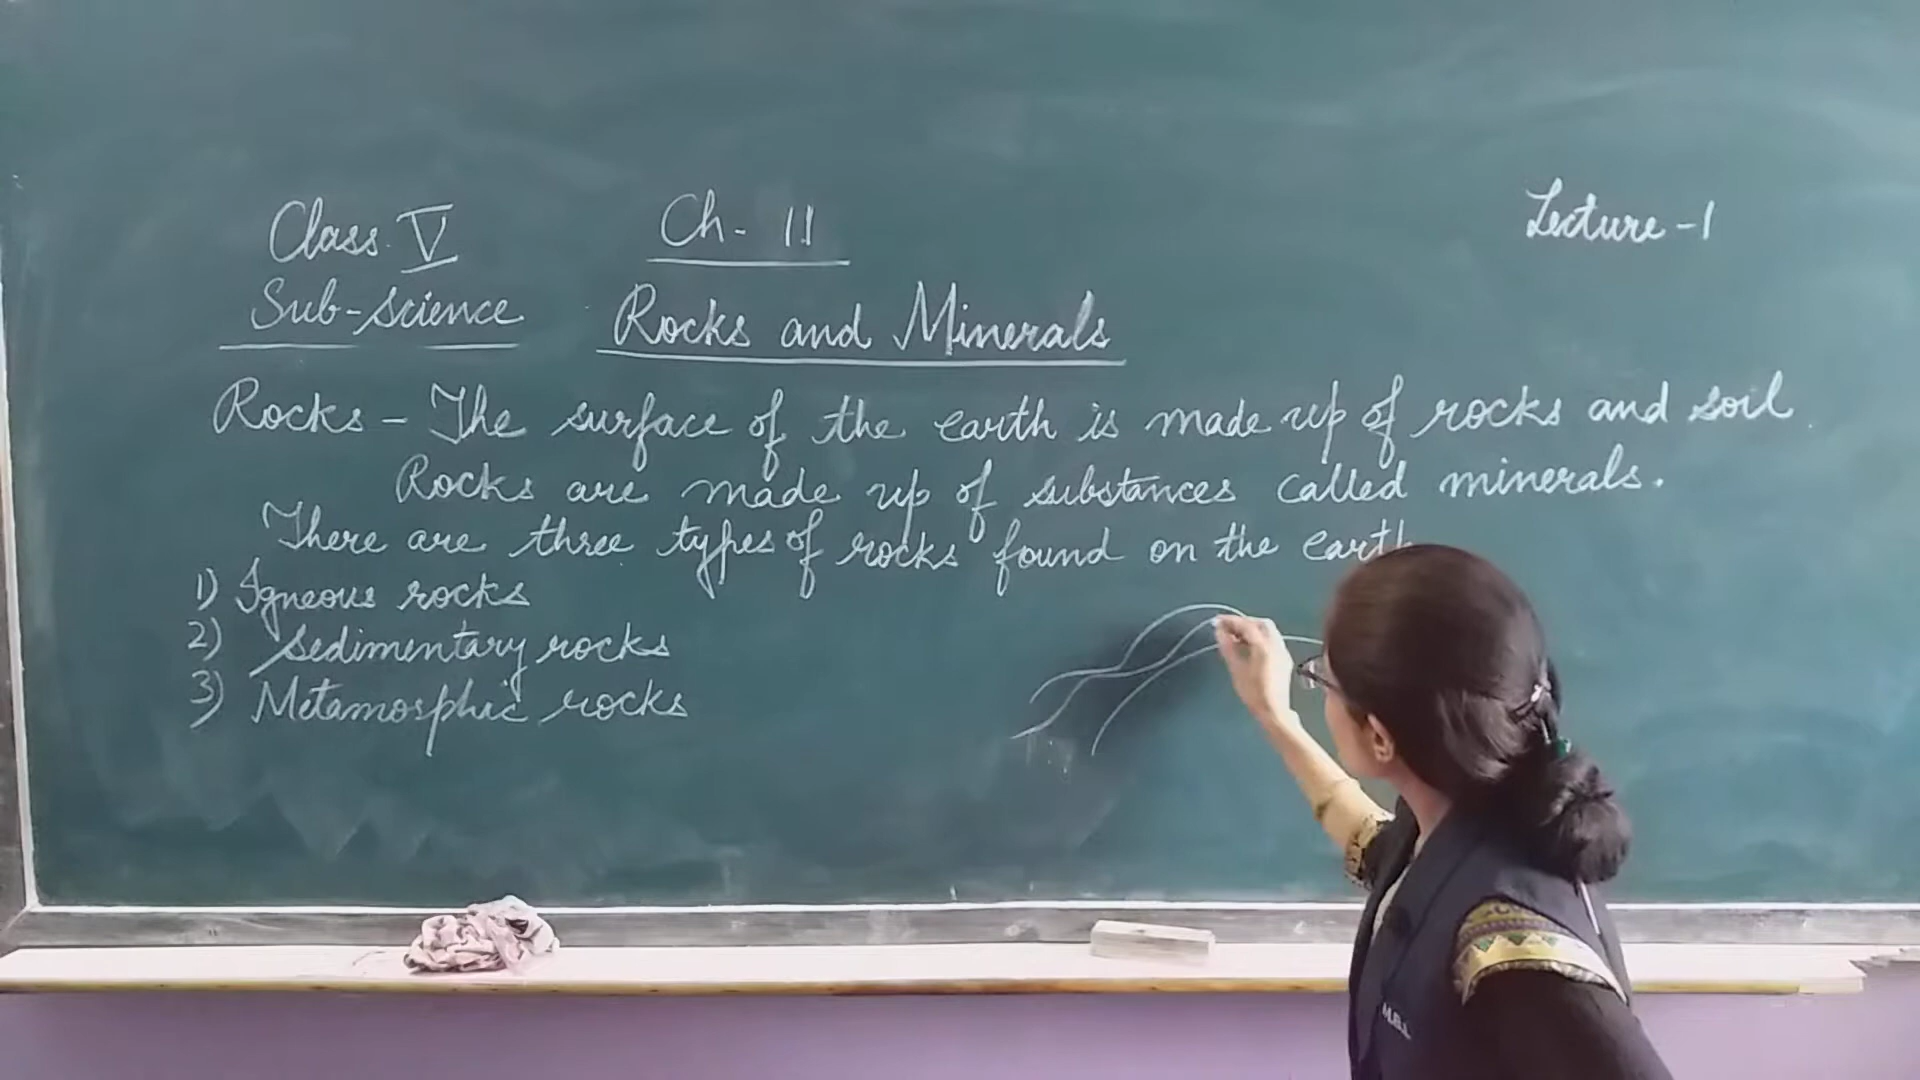 Class V
Ch- 11
Lecture-1
Sub-science
Rocks and Minerals
Rocks - The surface of the earth is made up of rocks and soil.
Rocks are made up of substances called minerals.
There are three types of rocks found on the earth
1) Igneous rocks
2) Sedimentary rocks
3) Metamorphic rocks